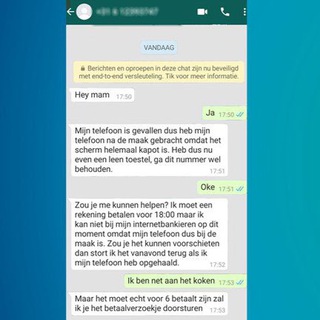 VANDAAG
Berichten en oproepen in deze chat zijn nu beveiligd
met end-to-end versleuteling. Tik voor meer informatie.
Hey mam 17:50
Ja 17:50
Mijn telefoon is gevallen dus heb mijn
telefoon na de maak gebracht omdat het
scherm helemaal kapot is. Heb dus nu
even een leen toestel, ga dit nummer wel
behouden. 17:51
Oke 17:51
Zou je me kunnen helpen? Ik moet een
rekening betalen voor 18:00 maar ik
kan niet bij mijn internetbankieren op dit
moment omdat mijn telefoon dus bij de
maak is. Zou je het kunnen voorschieten
dan stort ik het vanavond terug als ik
mijn telefoon heb opgehaald. 17:52
Ik ben net aan het koken 17:53
Maar het moet echt voor 6 betaalt zijn zal
ik je het betaalverzoekje doorsturen 17:53